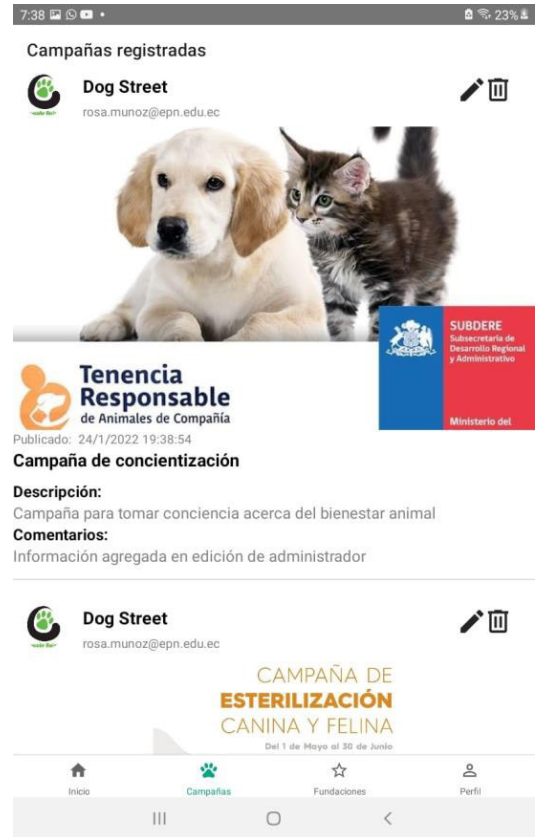 7:38
23%
Campañas registradas
Dog Street
rosa.munoz@epn.edu.ec
SUBDERE
Subsecretaría de
Desarrollo Regional
y Administrativo
Ministerio del
Tenencia
Responsable
de Animales de Compañía
Publicado: 24/1/2022 19:38:54
Campaña de concientización
Descripción:
Campaña para tomar conciencia acerca del bienestar animal
Comentarios:
Información agregada en edición de administrador
Dog Street
rosa.munoz@epn.edu.ec
CAMPAÑA DE
ESTERILIZACIÓN
CANINA Y FELINA
Del 1 de Mayo al 30 de Junio
Inicio
Campañas
Fundaciones
Perfil